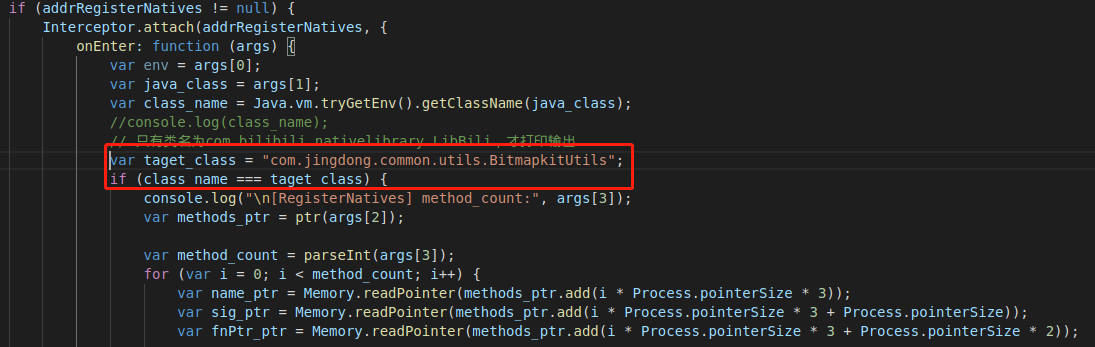 if (addrRegisterNatives != null) {
Interceptor.attach(addrRegisterNatives, {
onEnter: function (args) {
var env = args[0];
var java_class = args[1];
var class_name = Java.vm.tryGetEnv().getClassName(java_class);
//console.log(class_name);
// 只有类名为com.bilibili.nativelibrary.LibBili，才打印输出
var taget_class = "com.jingdong.common.utils.BitmapkitUtils";
if (class_name === taget_class) {
console.log("\n[RegisterNatives] method_count:", args[3]);
var methods_ptr = ptr(args[2]);
var method_count = parseInt(args[3]);
for (var i = 0; i < method_count; i++) {
var name_ptr = Memory.readPointer(methods_ptr.add(i * Process.pointerSize * 3));
var sig_ptr = Memory.readPointer(methods_ptr.add(i * Process.pointerSize * 3 + Process.pointerSize));
var fnPtr_ptr = Memory.readPointer(methods_ptr.add(i * Process.pointerSize * 3 + Process.pointerSize * 2));